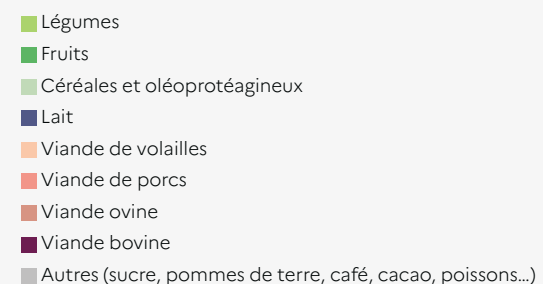 Légumes
Fruits
Céréales et oléoprotéagineux
Lait
Viande de volailles
Viande de porcs
Viande ovine
Viande bovine
Autres (sucre, pommes de terre, café, cacao, poissons…)